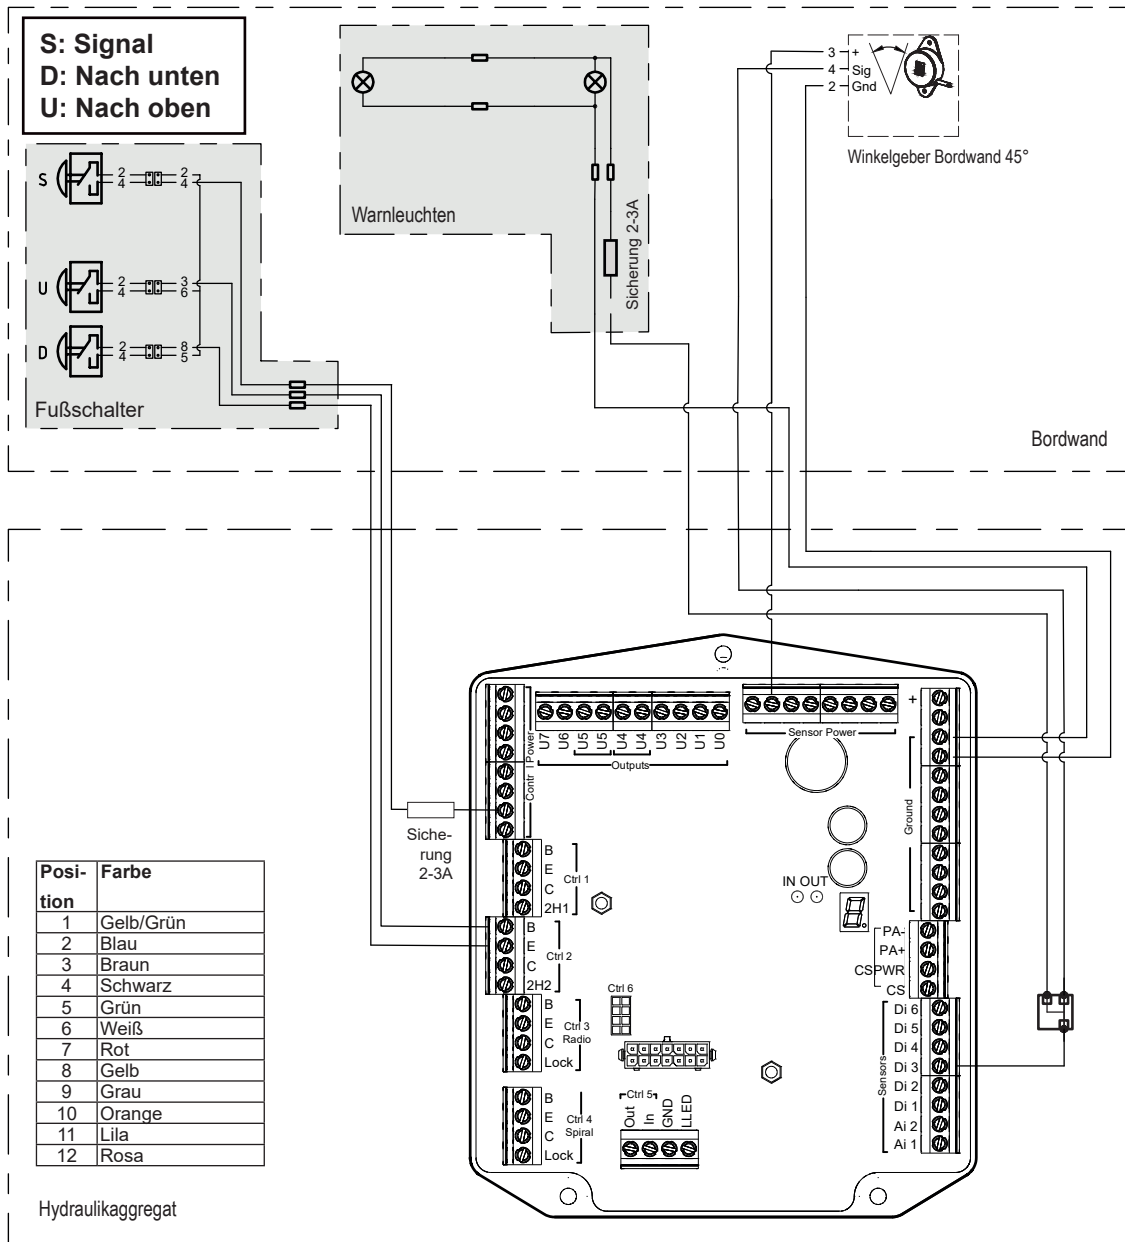 S: Signal
D: Nach unten
U: Nach oben
S
2
4
2
4
U
2
4
3
6
D
2
4
8
5
Fußschalter
Warnleuchten
Sicherung 2-3A
3 +
4 Sig
2 Gnd
Winkelgeber Bordwand 45°
Bordwand
Contr l Power
U7
U6
U5
U5
U4
U4
U3
U2
U1
U0
Outputs
Sensor Power
+
Ground
Siche-
rung
2-3A
B
E
C
2H1
Ctrl 1
B
E
C
2H2
Ctrl 2
B
E
C
Lock
Ctrl 3
Radio
B
E
C
Lock
Ctrl 4
Spiral
Ctrl 6
Ctrl 5
Out
In
GND
LLED
IN OUT
PA-
PA+
CSPWR
CS
Sensors
Di 6
Di 5
Di 4
Di 3
Di 2
Di 1
Ai 2
Ai 1
Posi-
tion
Farbe
1 Gelb/Grün
2 Blau
3 Braun
4 Schwarz
5 Grün
6 Weiß
7 Rot
8 Gelb
9 Grau
10 Orange
11 Lila
12 Rosa
Hydraulikaggregat